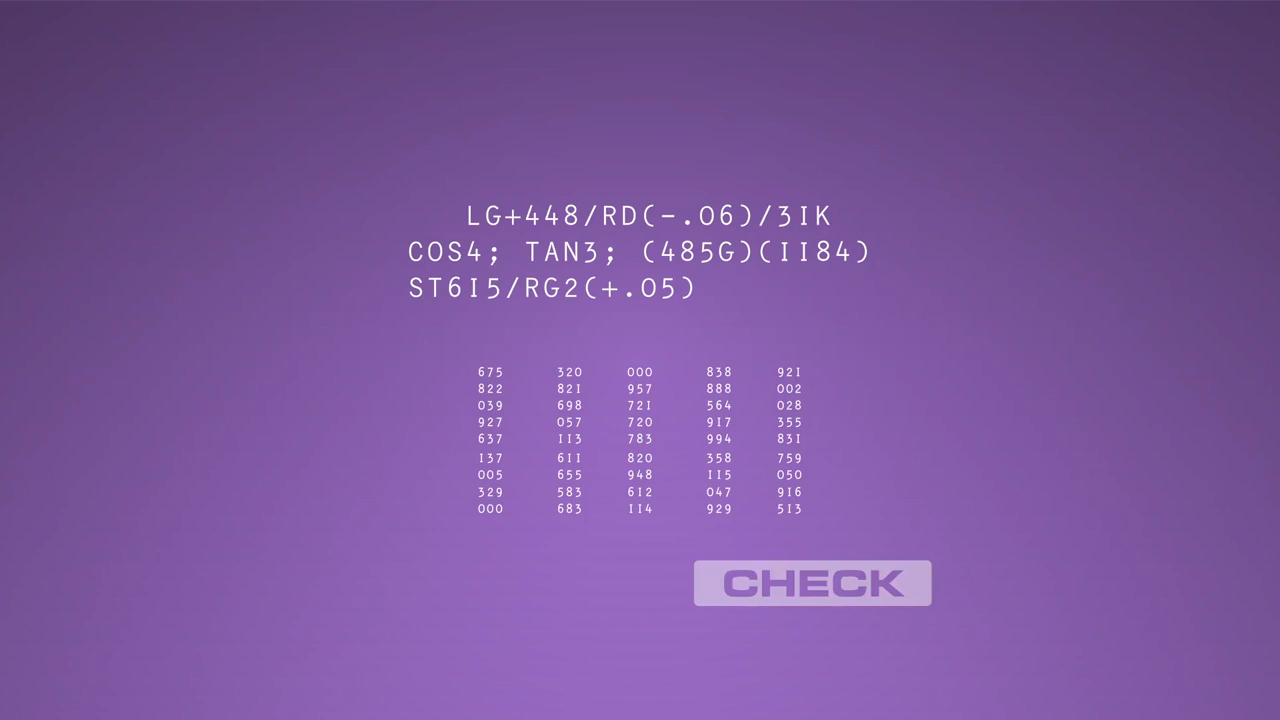 LG+448/RD(-.06)/3IK
COS4; TAN3; (485G)(II84)
ST6I5/RG2(+.05)
675 320 000 838 92I
822 82I 957 888 002
039 698 72I 564 028
927 057 720 917 355
637 II3 783 994 83I
I37 6II 820 358 759
005 655 948 II5 050
329 583 6I2 047 9I6
000 683 II4 929 5I3
CHECK